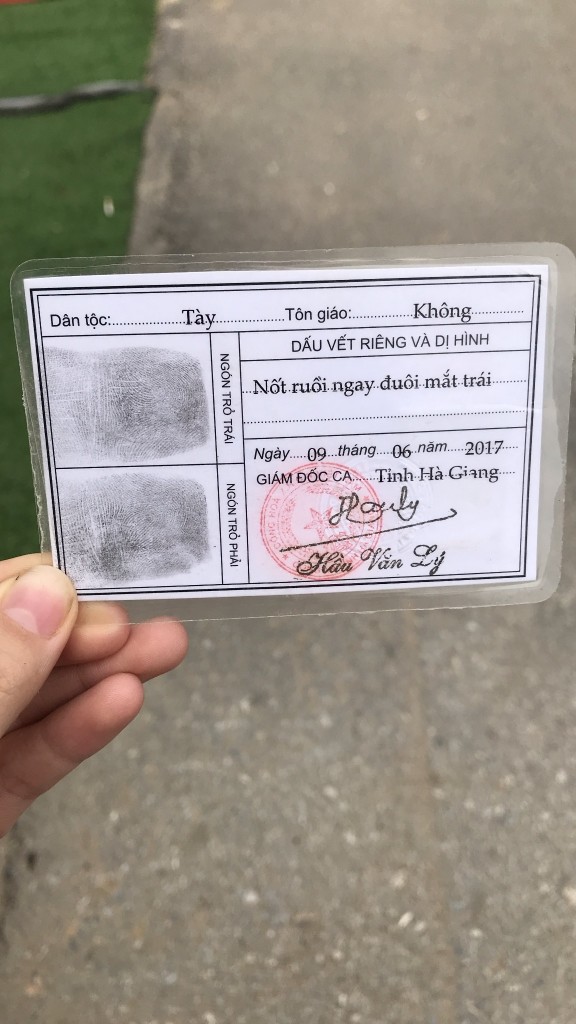 Dân tộc:..............Tày....................Tôn giáo:..............Không..........
NGÓN TRỎ TRÁI
NGÓN TRỎ PHẢI
DẤU VẾT RIÊNG VÀ DỊ HÌNH
Nốt ruồi ngay đuôi mắt trái
Ngày...09...tháng...06...năm...2017
GIÁM ĐỐC CA....Tỉnh Hà Giang
Hầu Văn Lý